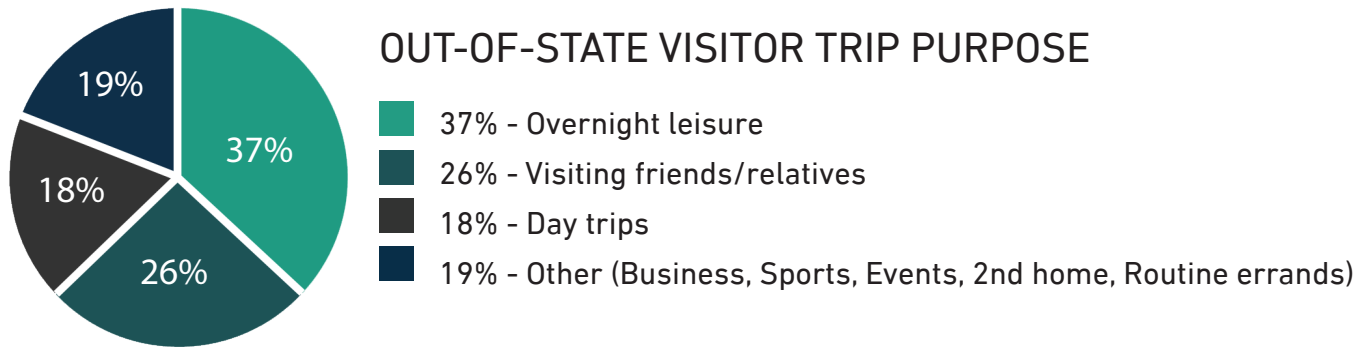 OUT-OF-STATE VISITOR TRIP PURPOSE
37% - Overnight leisure
26% - Visiting friends/relatives
18% - Day trips
19% - Other (Business, Sports, Events, 2nd home, Routine errands)
19%
37%
18%
26%